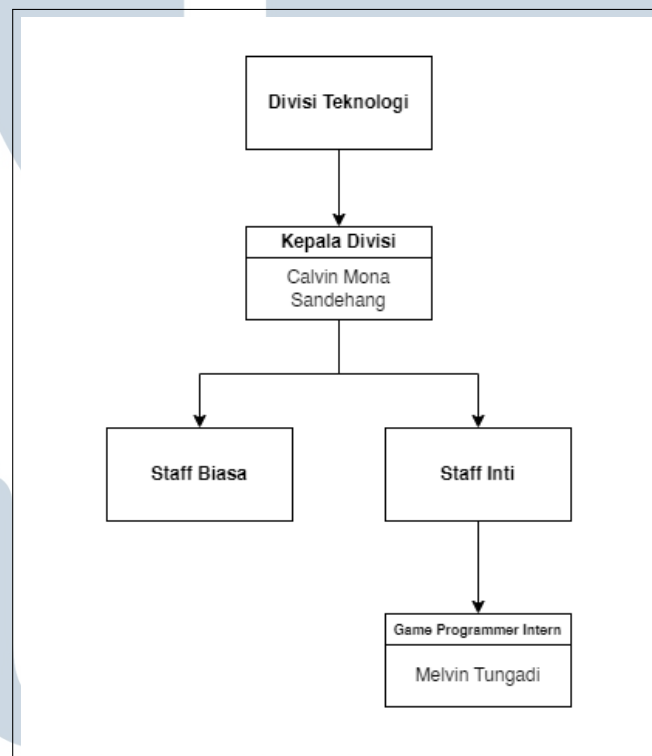 Divisi Teknologi
Kepala Divisi
Calvin Mona
Sandehang
Staff Biasa
Staff Inti
Game Programmer Intern
Melvin Tungadi